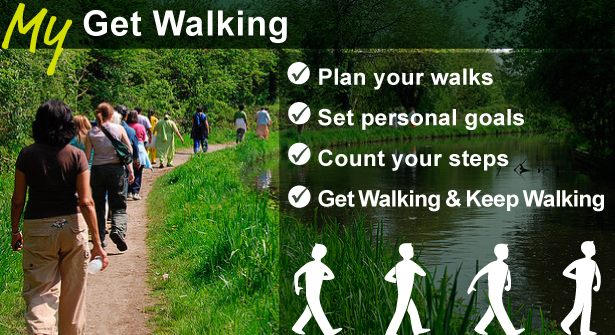 My Get Walking
Plan your walks
Set personal goals
Count your steps
Get Walking & Keep Walking